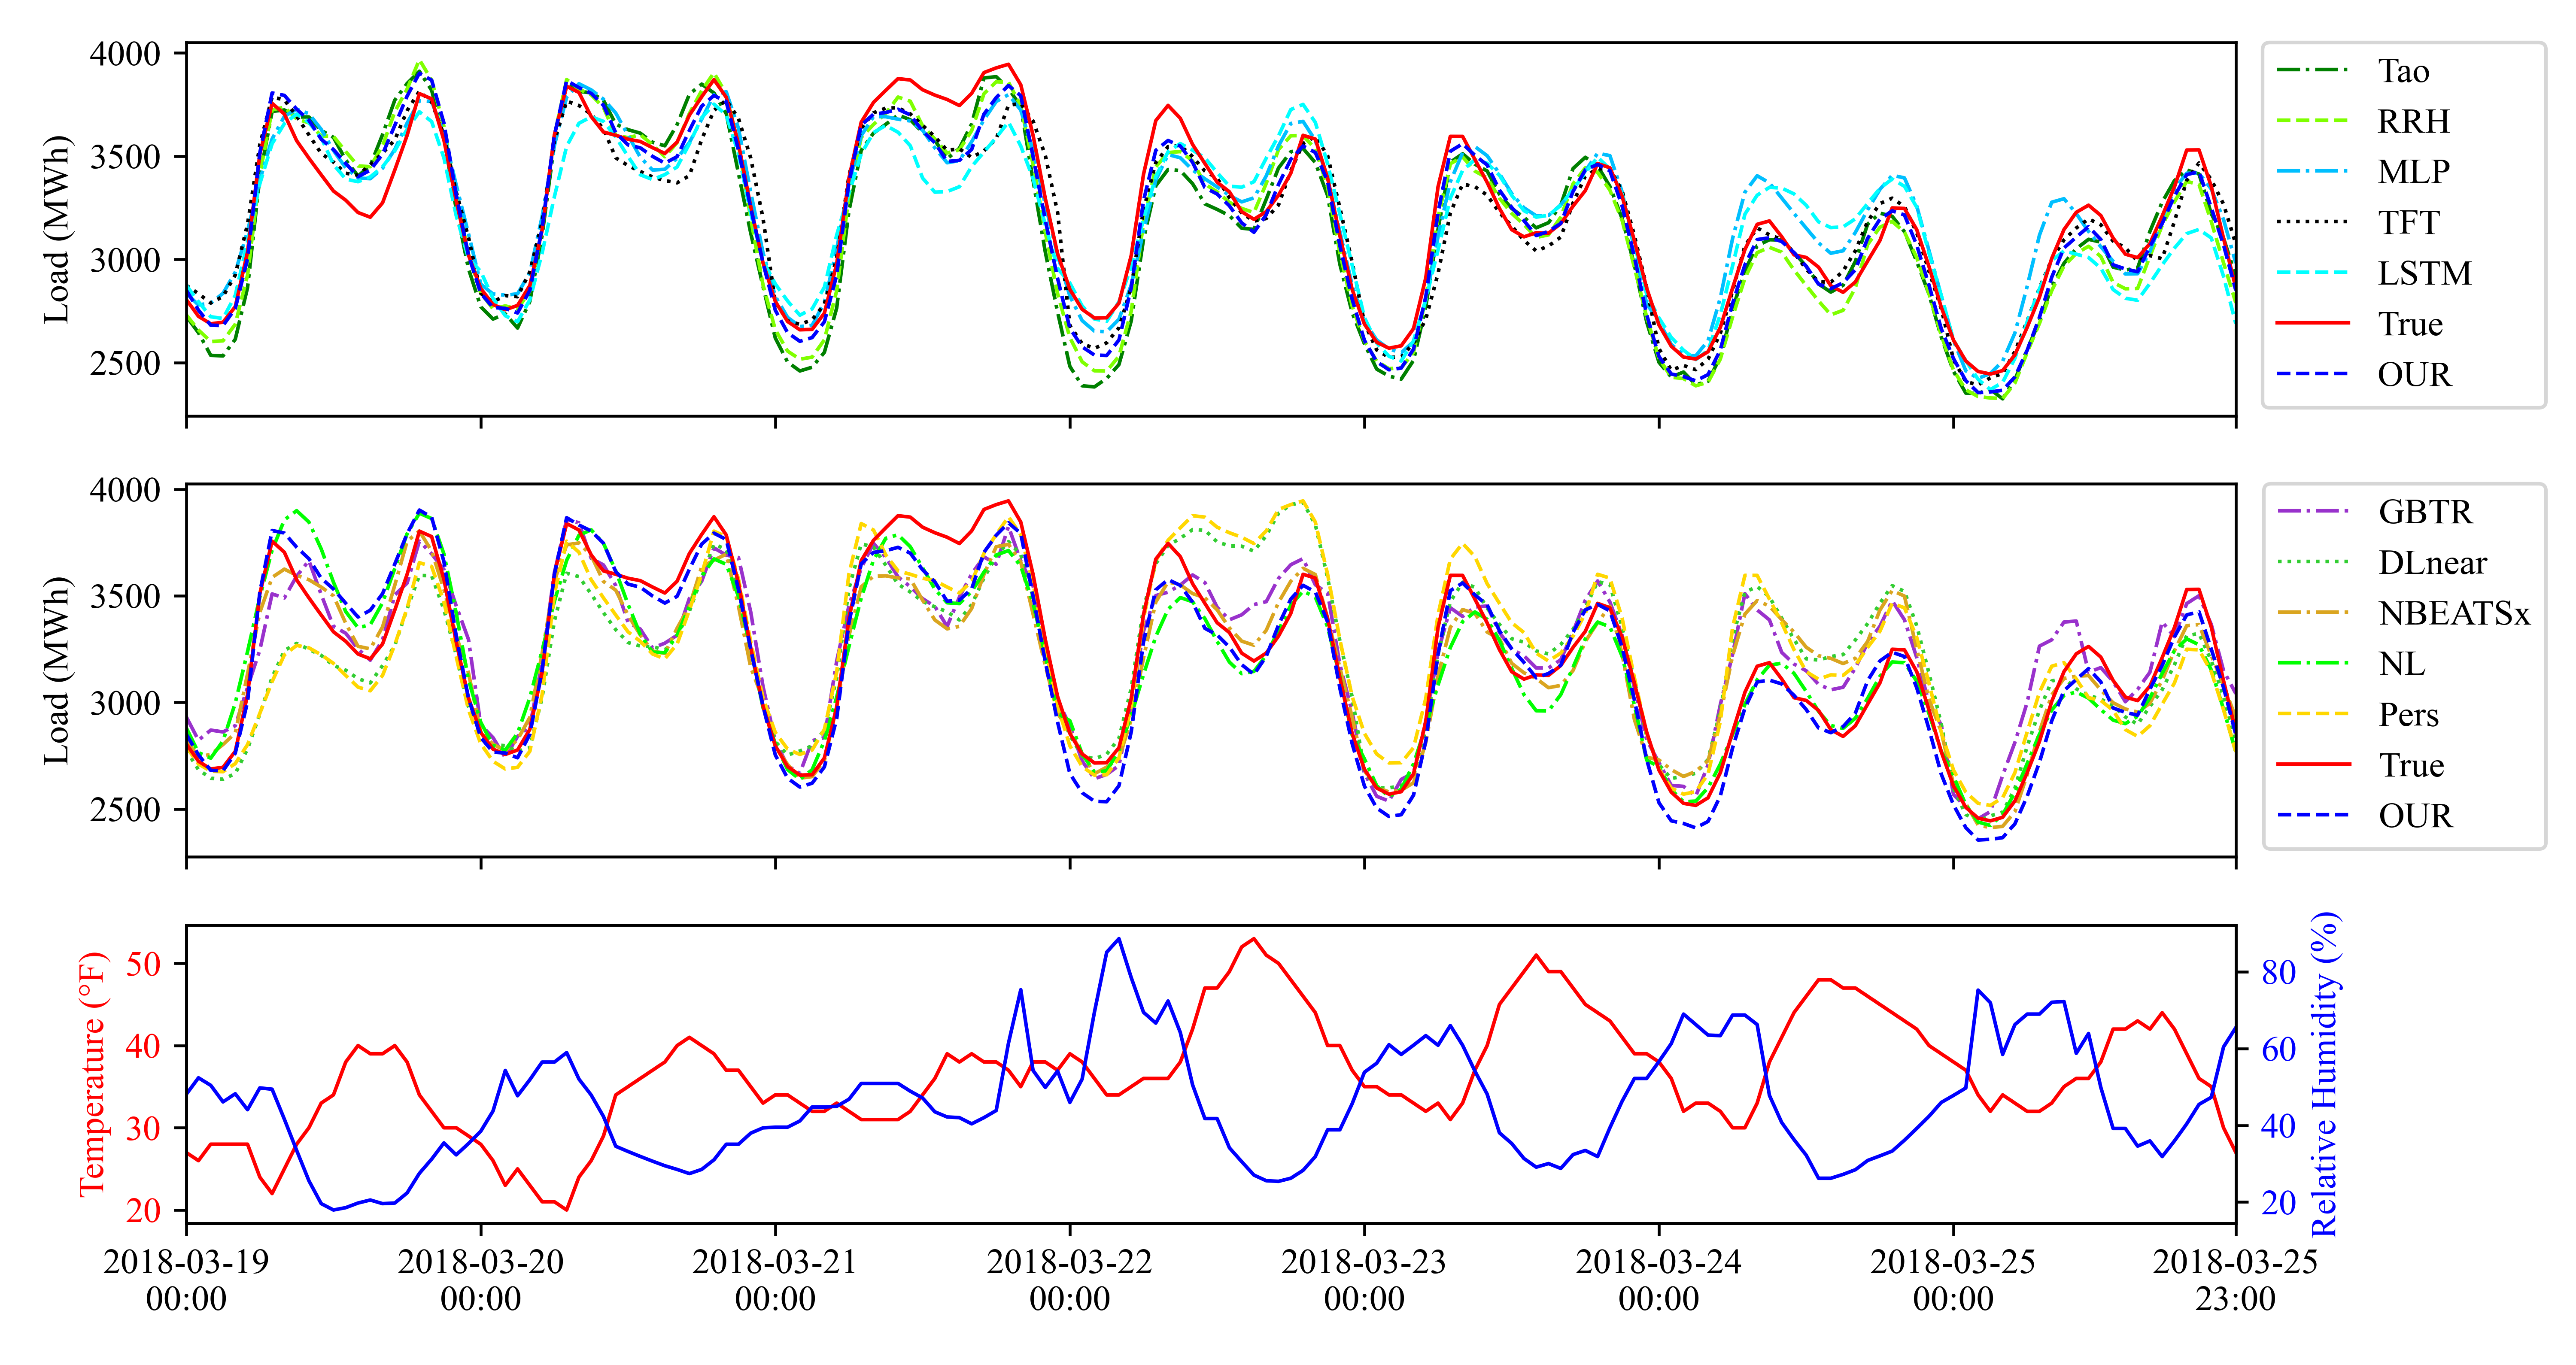 4000
3500
3000
2500
Load (MWh)
Tao
RRH
MLP
TFT
LSTM
True
OUR
4000
3500
3000
2500
Load (MWh)
GBTR
DLnear
NBEATSx
NL
Pers
True
OUR
50
40
30
20
Temperature (°F)
80
60
40
20
Relative Humidity (%)
2018-03-19 2018-03-20 2018-03-21 2018-03-22 2018-03-23 2018-03-24 2018-03-25 2018-03-25
00:00 00:00 00:00 00:00 00:00 00:00 00:00 23:00